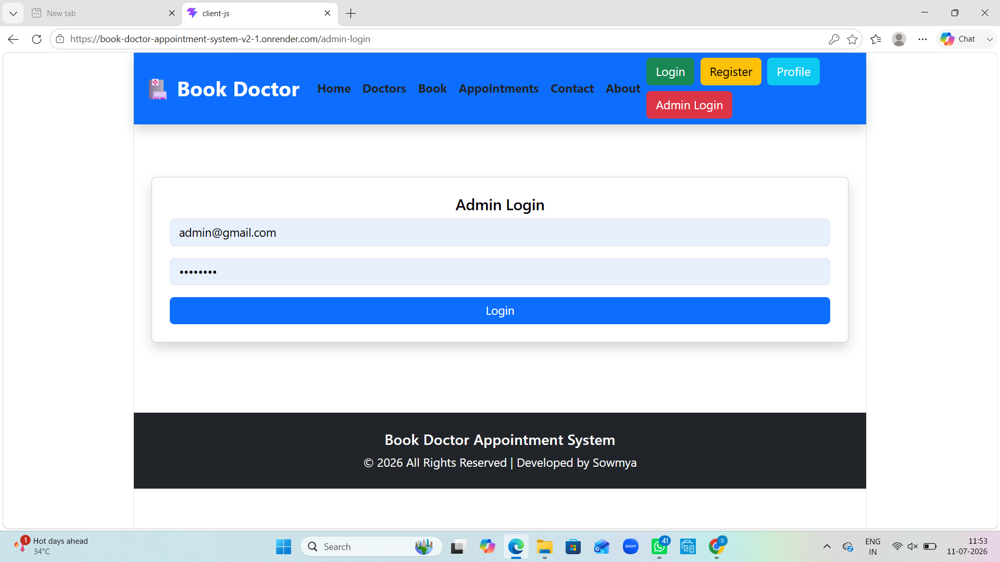 New tab
client-js
https://book-doctor-appointment-system-v2-1.onrender.com/admin-login
Chat
Book Doctor
Home
Doctors
Book
Appointments
Contact
About
Login
Register
Profile
Admin Login
Admin Login
admin@gmail.com
••••••••
Login
Book Doctor Appointment System
© 2026 All Rights Reserved | Developed by Sowmya
1
Hot days ahead
34°C
Search
zoom
41
S
ENG
IN
11:53
11-07-2026